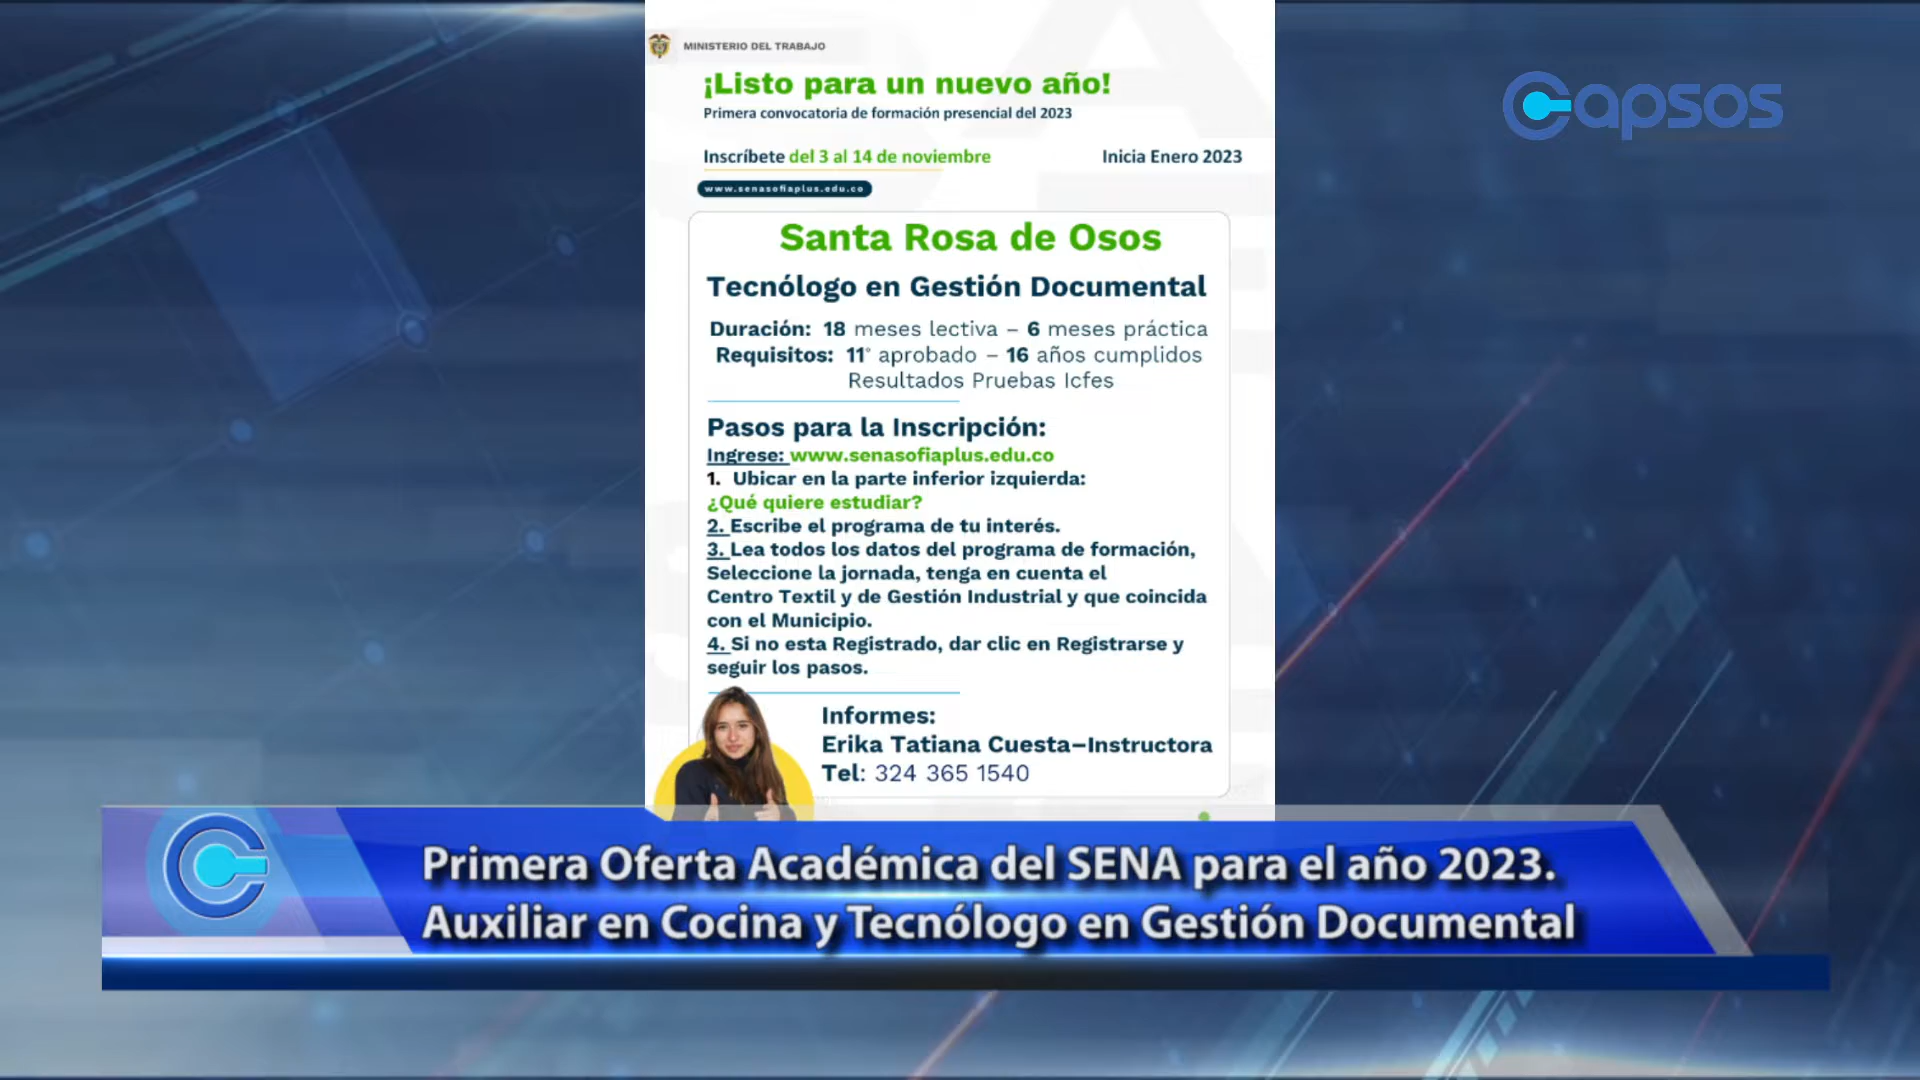 MINISTERIO DEL TRABAJO
¡Listo para un nuevo año!
Primera convocatoria de formación presencial del 2023
Inscríbete del 3 al 14 de noviembre
Inicia Enero 2023
www.senasofiaplus.edu.co
Capsos
Santa Rosa de Osos
Tecnólogo en Gestión Documental
Duración: 18 meses lectiva – 6 meses práctica
Requisitos: 11° aprobado – 16 años cumplidos
Resultados Pruebas Icfes
Pasos para la Inscripción:
Ingrese: www.senasofiaplus.edu.co
1. Ubicar en la parte inferior izquierda:
¿Qué quiere estudiar?
2. Escribe el programa de tu interés.
3. Lea todos los datos del programa de formación,
Seleccione la jornada, tenga en cuenta el
Centro Textil y de Gestión Industrial y que coincida
con el Municipio.
4. Si no esta Registrado, dar clic en Registrarse y
seguir los pasos.
Informes:
Erika Tatiana Cuesta–Instructora
Tel: 324 365 1540
Primera Oferta Académica del SENA para el año 2023.
Auxiliar en Cocina y Tecnólogo en Gestión Documental